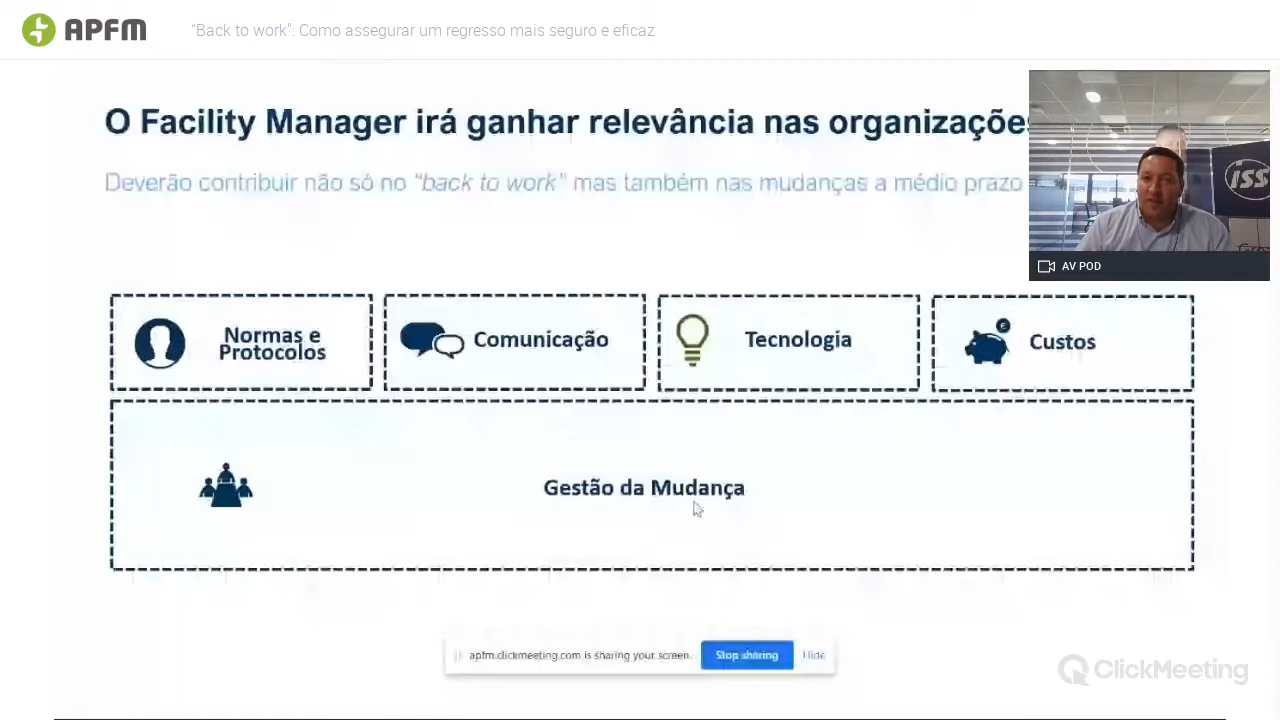 APFM
“Back to work”: Como assegurar um regresso mais seguro e eficaz
O Facility Manager irá ganhar relevância nas organizações
Deverão contribuir não só no “back to work” mas também nas mudanças a médio prazo
iss
AV POD
Normas e
Protocolos
Comunicação
Tecnologia
€
Custos
Gestão da Mudança
apfm.clickmeeting.com is sharing your screen.
Stop sharing
Hide
ClickMeeting